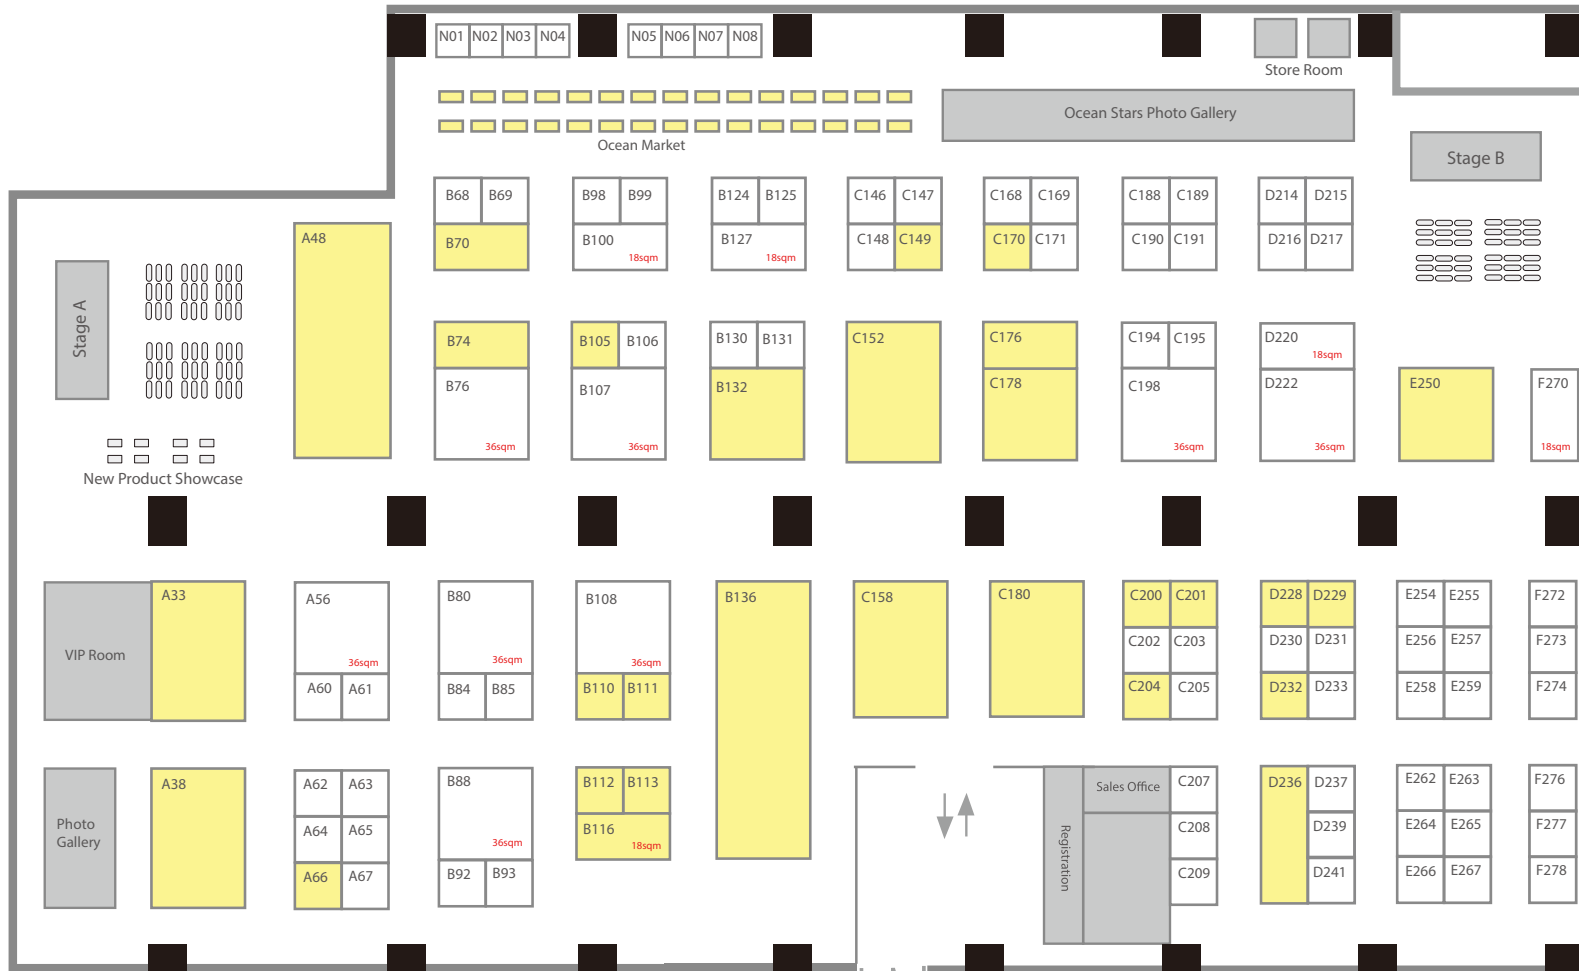 N01 N02 N03 N04 N05 N06 N07 N08
Store Room
Ocean Stars Photo Gallery
Ocean Market
Stage B
B68 B69 B98 B99 B124 B125 C146 C147 C168 C169 C188 C189 D214 D215
A48 B70 B100 18sqm B127 18sqm C148 C149 C170 C171 C190 C191 D216 D217
Stage A
B74 B105 B106 B130 B131 C152 C176 C194 C195 D220 18sqm
B76 36sqm B107 36sqm B132 C178 C198 36sqm D222 36sqm E250 F270 18sqm
New Product Showcase
VIP Room
A33 A56 36sqm B80 36sqm B108 36sqm B136 C158 C180 C200 C201 D228 D229 E254 E255 F272
C202 C203 D230 D231 E256 E257 F273
A60 A61 B84 B85 B110 B111 C204 C205 D232 D233 E258 E259 F274
Photo
Gallery
A38 A62 A63 B88 36sqm B112 B113 Sales Office C207 D236 D237 E262 E263 F276
A64 A65 B116 18sqm Registration C208 D239 E264 E265 F277
A66 A67 B92 B93 C209 D241 E266 E267 F278